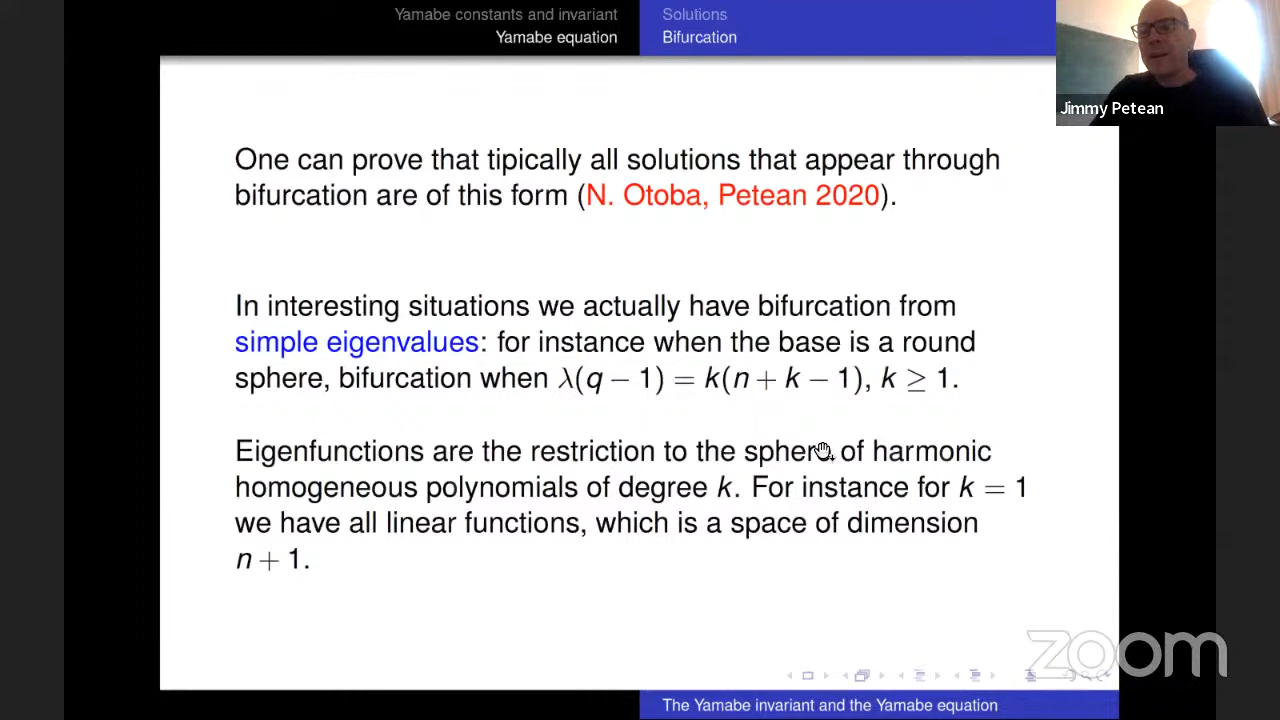 Yamabe constants and invariant
Yamabe equation
Solutions
Bifurcation
Jimmy Petean
One can prove that tipically all solutions that appear through
bifurcation are of this form (N. Otoba, Petean 2020).
In interesting situations we actually have bifurcation from
simple eigenvalues: for instance when the base is a round
sphere, bifurcation when λ(q − 1) = k(n + k − 1), k ≥ 1.
Eigenfunctions are the restriction to the sphere of harmonic
homogeneous polynomials of degree k. For instance for k = 1
we have all linear functions, which is a space of dimension
n + 1.
zoom
The Yamabe invariant and the Yamabe equation